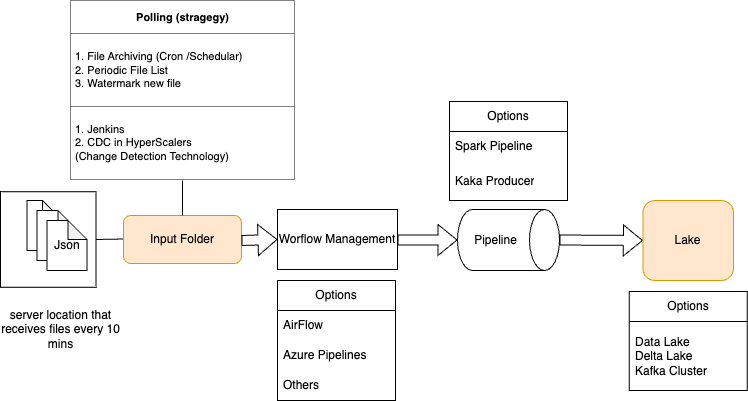 Polling (stragegy)
1. File Archiving (Cron /Schedular)
2. Periodic File List
3. Watermark new file
1. Jenkins
2. CDC in HyperScalers
(Change Detection Technology)
Options
Spark Pipeline
Kaka Producer
Json
Input Folder
Worflow Management
Pipeline
Lake
server location that
receives files every 10
mins
Options
AirFlow
Azure Pipelines
Others
Options
Data Lake
Delta Lake
Kafka Cluster